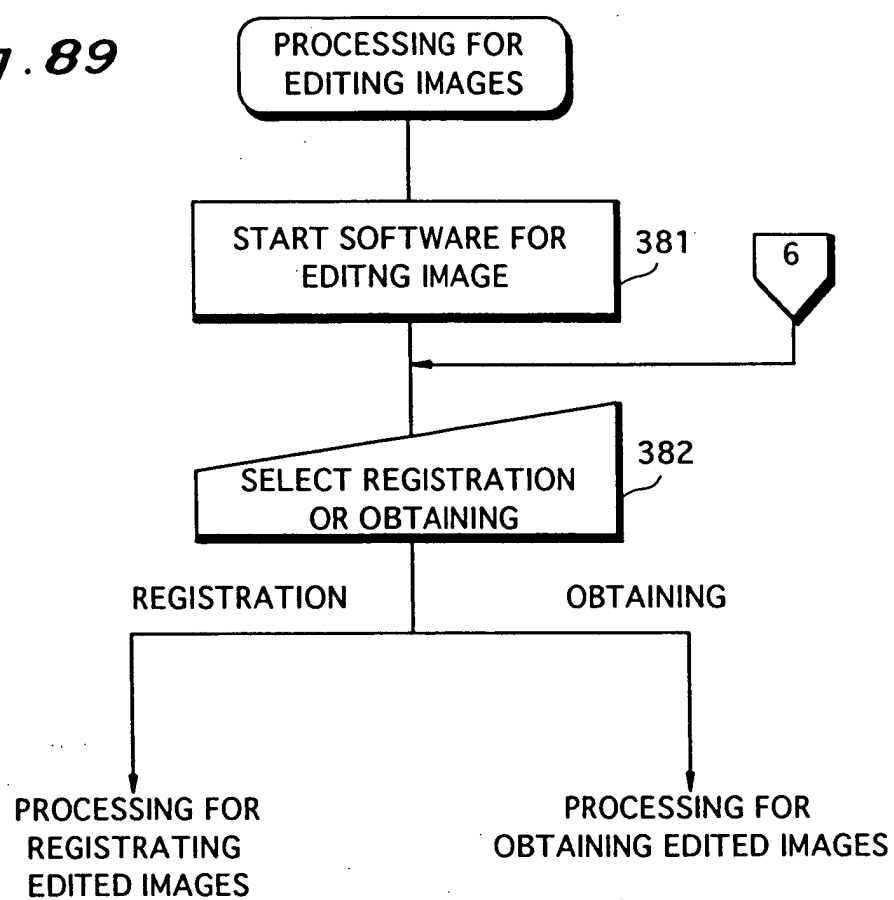 g.89
PROCESSING FOR
EDITING IMAGES
START SOFTWARE FOR
EDITNG IMAGE
381
6
SELECT REGISTRATION
OR OBTAINING
382
REGISTRATION
OBTAINING
PROCESSING FOR
REGISTRATING
EDITED IMAGES
PROCESSING FOR
OBTAINING EDITED IMAGES